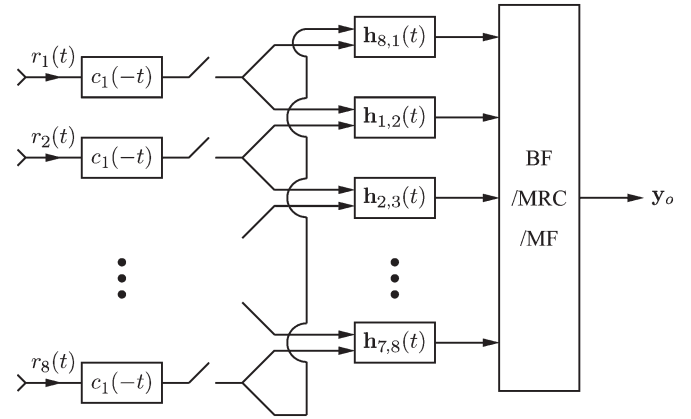 r₁(t)
c₁(−t)
h₈,₁(t)
r₂(t)
c₁(−t)
h₁,₂(t)
h₂,₃(t)
BF
/MRC
/MF
yₒ
h₇,₈(t)
r₈(t)
c₁(−t)